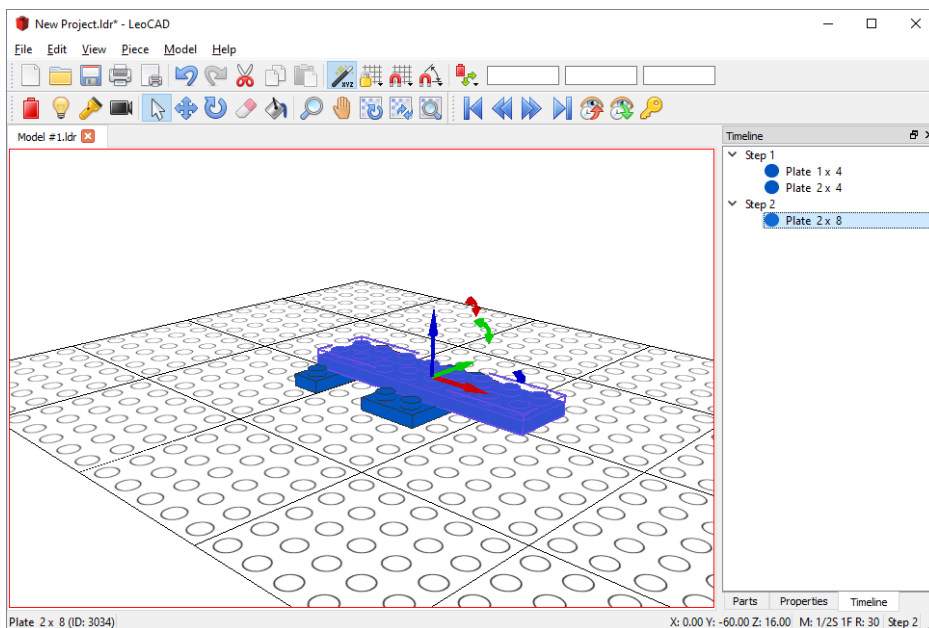 New Project.ldr* - LeoCAD
File Edit View Piece Model Help
XYZ
Model #1.ldr
Timeline
Step 1
Plate 1 x 4
Plate 2 x 4
Step 2
Plate 2 x 8
Parts Properties Timeline
Plate 2 x 8 (ID: 3034)
X: 0.00 Y: -60.00 Z: 16.00 M: 1/2S 1F R: 30 Step 2